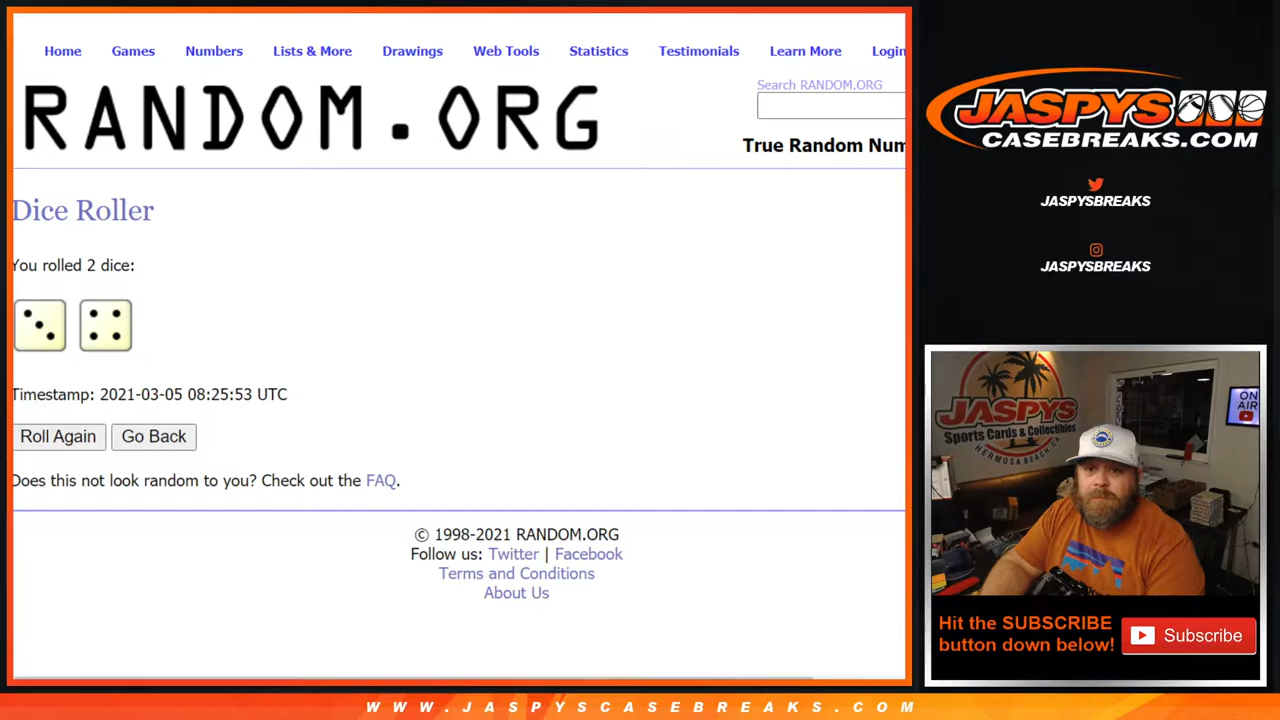 Home Games Numbers Lists & More Drawings Web Tools Statistics Testimonials Learn More Login
RANDOM.ORG
Search RANDOM.ORG
True Random Num
Dice Roller
You rolled 2 dice:
Timestamp: 2021-03-05 08:25:53 UTC
Roll Again Go Back
Does this not look random to you? Check out the FAQ.
© 1998-2021 RANDOM.ORG
Follow us: Twitter | Facebook
Terms and Conditions
About Us
JASPYS
CASEBREAKS.COM
JASPYSBREAKS
JASPYSBREAKS
JASPYS
Sports Cards & Collectibles
HERMOSA BEACH, CA
ON
AIR
Hit the SUBSCRIBE
button down below!
Subscribe
WWW.JASPYSCASEBREAKS.COM